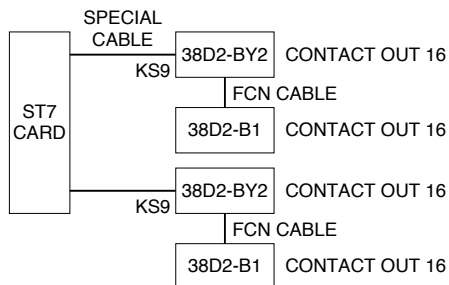 SPECIAL
CABLE
38D2-BY2 CONTACT OUT 16
KS9
FCN CABLE
ST7
CARD
38D2-B1 CONTACT OUT 16
38D2-BY2 CONTACT OUT 16
KS9
FCN CABLE
38D2-B1 CONTACT OUT 16